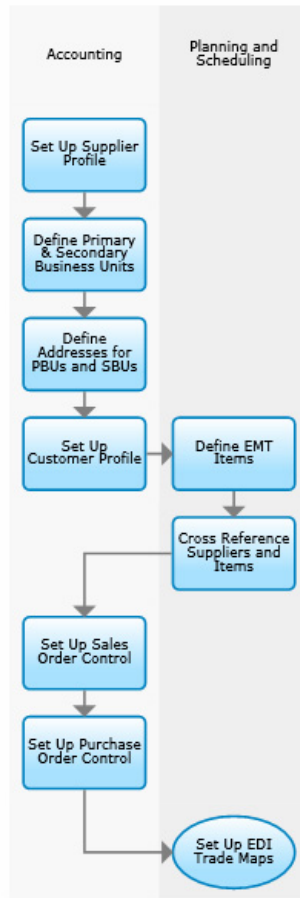 Accounting
Planning and
Scheduling
Set Up Supplier
Profile
Define Primary
& Secondary
Business Units
Define
Addresses for
PBUs and SBUs
Set Up
Customer Profile
Define EMT
Items
Cross Reference
Suppliers and
Items
Set Up Sales
Order Control
Set Up Purchase
Order Control
Set Up EDI
Trade Maps